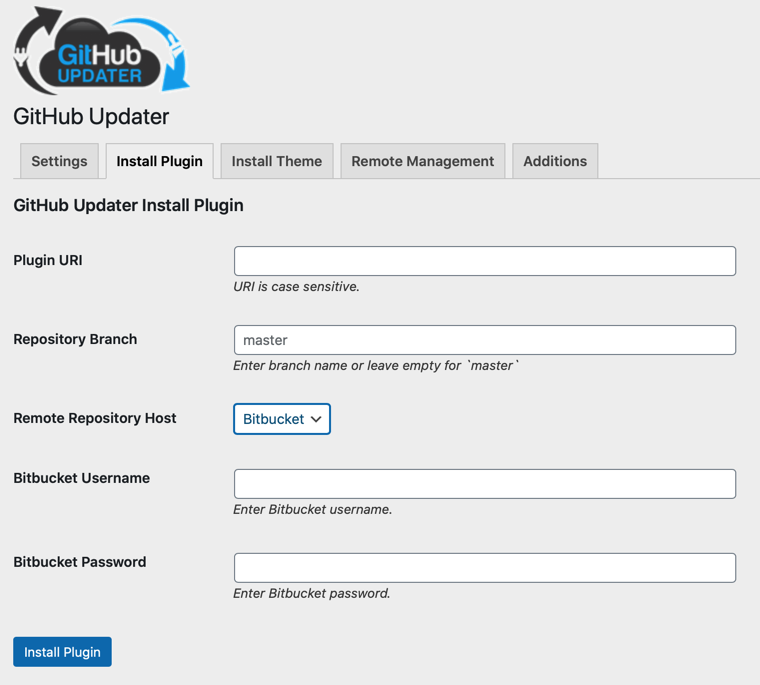 GitHub
UPDATER
GitHub Updater
Settings Install Plugin Install Theme Remote Management Additions
GitHub Updater Install Plugin
Plugin URI
URI is case sensitive.
Repository Branch master
Enter branch name or leave empty for `master`
Remote Repository Host Bitbucket
Bitbucket Username
Enter Bitbucket username.
Bitbucket Password
Enter Bitbucket password.
Install Plugin